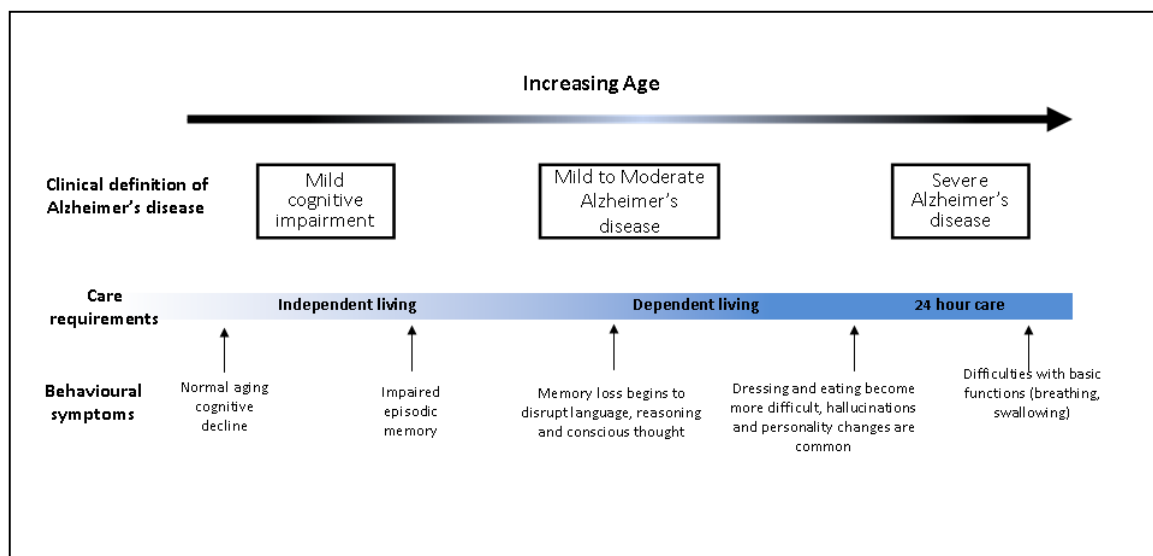 Increasing Age
Clinical definition of
Alzheimer's disease
Mild
cognitive
impairment
Mild to Moderate
Alzheimer's
disease
Severe
Alzheimer's
disease
Care
requirements
Independent living
Dependent living
24 hour care
Behavioural
symptoms
Normal aging
cognitive
decline
Impaired
episodic
memory
Memory loss begins to
disrupt language, reasoning
and conscious thought
Dressing and eating become
more difficult, hallucinations
and personality changes are
common
Difficulties with basic
functions (breathing,
swallowing)